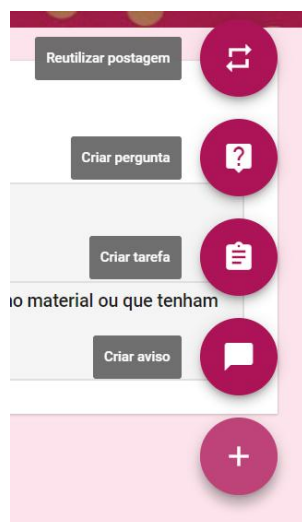 Reutilizar postagem
Criar pergunta
Criar tarefa
no material ou que tenham
Criar aviso